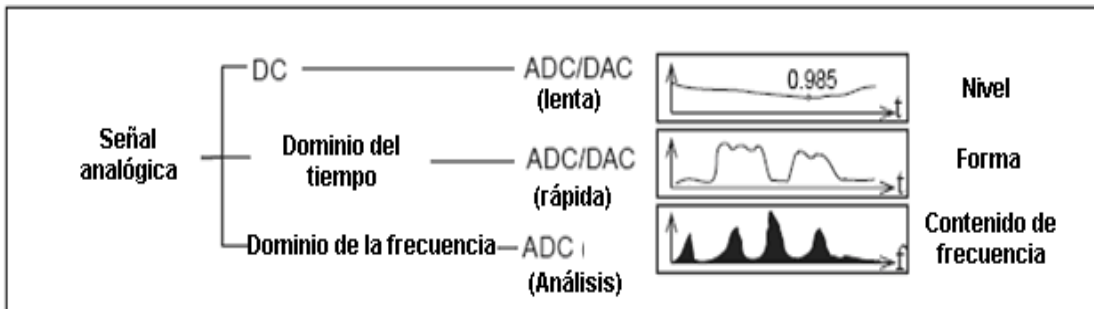 DC
ADC/DAC
(lenta)
0.985
t
Nivel
Señal
analógica
Dominio del
tiempo
ADC/DAC
(rápida)
t
Forma
Dominio de la frecuencia
ADC
(Análisis)
f
Contenido de
frecuencia